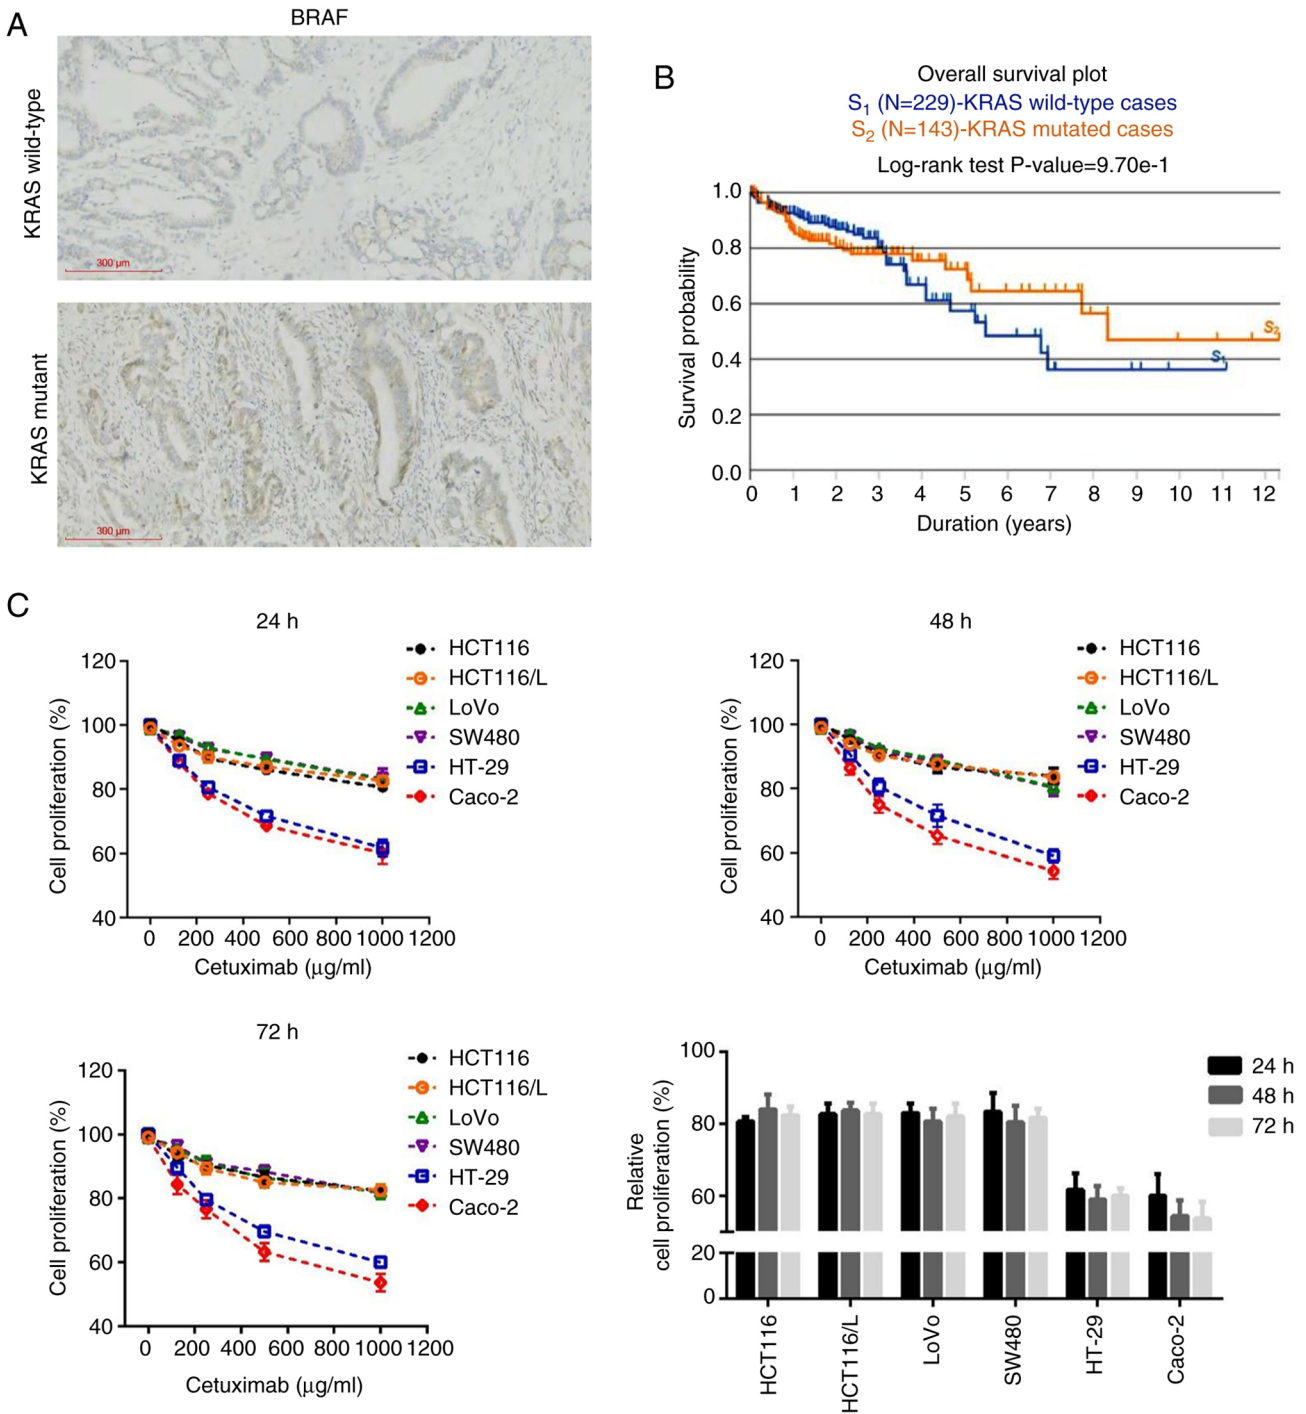 A
BRAF
KRAS wild-type
300 µm
KRAS mutant
300 µm
B
Overall survival plot
S1 (N=229)-KRAS wild-type cases
S2 (N=143)-KRAS mutated cases
Log-rank test P-value=9.70e-1
Survival probability
1.0
0.8
0.6
0.4
0.2
0.0
S2
S1
0 1 2 3 4 5 6 7 8 9 10 11 12
Duration (years)
C
24 h
Cell proliferation (%)
120
100
80
60
40
0 200 400 600 800 1000 1200
Cetuximab (µg/ml)
HCT116
HCT116/L
LoVo
SW480
HT-29
Caco-2
48 h
Cell proliferation (%)
120
100
80
60
40
0 200 400 600 800 1000 1200
Cetuximab (µg/ml)
HCT116
HCT116/L
LoVo
SW480
HT-29
Caco-2
72 h
Cell proliferation (%)
120
100
80
60
40
0 200 400 600 800 1000 1200
Cetuximab (µg/ml)
HCT116
HCT116/L
LoVo
SW480
HT-29
Caco-2
Relative
cell proliferation (%)
100
80
60
20
0
24 h
48 h
72 h
HCT116
HCT116/L
LoVo
SW480
HT-29
Caco-2